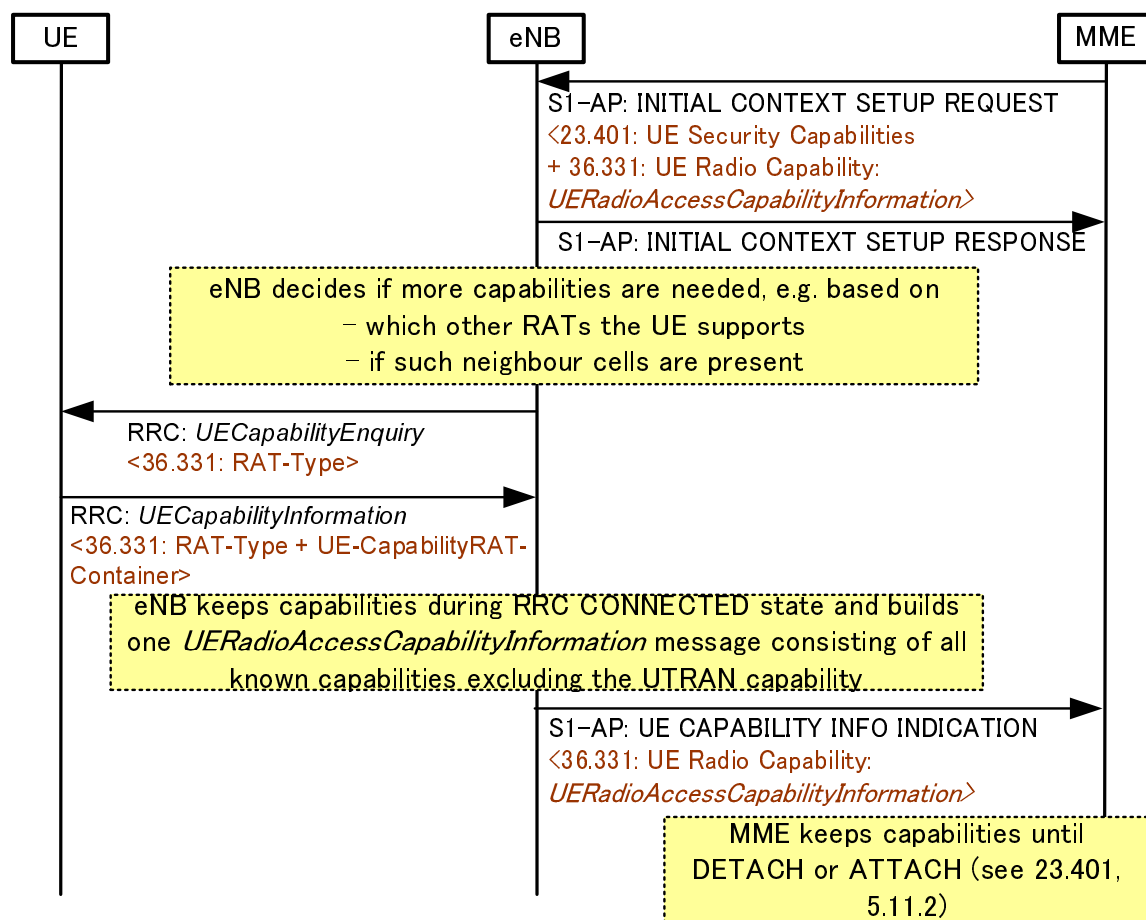 UE
eNB
MME
S1-AP: INITIAL CONTEXT SETUP REQUEST
<23.401: UE Security Capabilities
+ 36.331: UE Radio Capability:
UERadioAccessCapabilityInformation>
S1-AP: INITIAL CONTEXT SETUP RESPONSE
eNB decides if more capabilities are needed, e.g. based on
- which other RATs the UE supports
- if such neighbour cells are present
RRC: UECapabilityEnquiry
<36.331: RAT-Type>
RRC: UECapabilityInformation
<36.331: RAT-Type + UE-CapabilityRAT-
Container>
eNB keeps capabilities during RRC CONNECTED state and builds
one UERadioAccessCapabilityInformation message consisting of all
known capabilities excluding the UTRAN capability
S1-AP: UE CAPABILITY INFO INDICATION
<36.331: UE Radio Capability:
UERadioAccessCapabilityInformation>
MME keeps capabilities until
DETACH or ATTACH (see 23.401,
5.11.2)